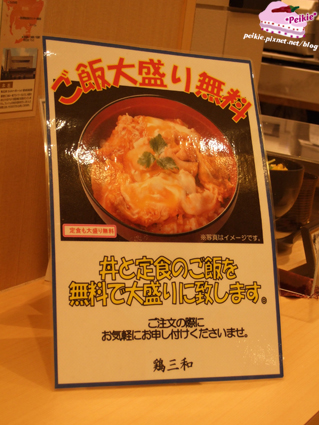 *Peikie*
peikie.pixnet.net/blog
ご飯大盛り無料
定食も大盛り無料
※写真はイメージです。
丼と定食のご飯を
無料で大盛りに致します。
ご注文の際に
お気軽にお申し付けくださいませ。
鶏三和